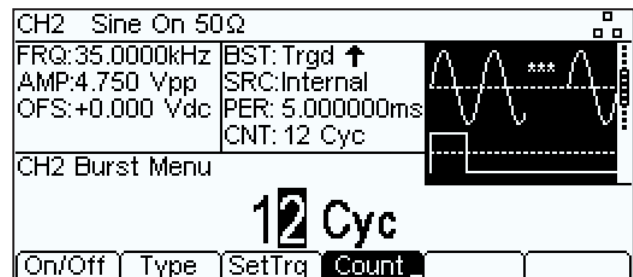 CH2 Sine On 50Ω
FRQ:35.0000kHz
AMP:4.750 Vpp
OFS:+0.000 Vdc
BST: Trgd ↑
SRC:Internal
PER: 5.000000ms
CNT: 12 Cyc
***
CH2 Burst Menu
12 Cyc
On/Off Type SetTrg Count